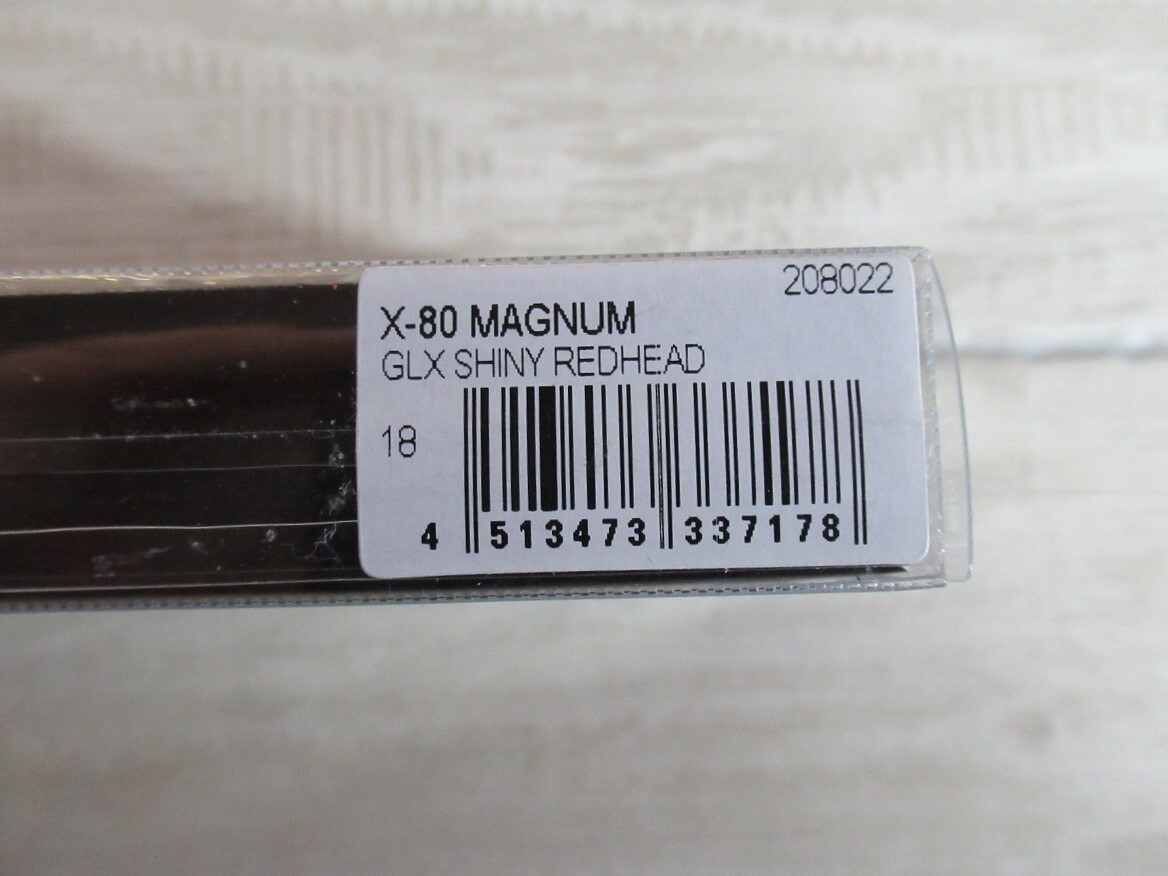 208022
X-80 MAGNUM
GLX SHINY REDHEAD
18
4 513473 337178